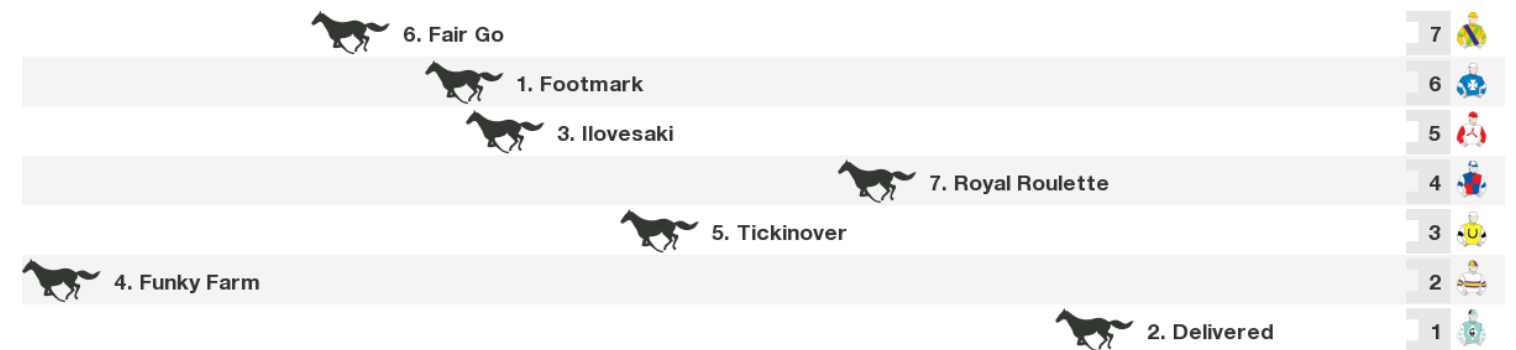 6. Fair Go 7
1. Footmark 6
3. Ilovesaki 5
7. Royal Roulette 4
5. Tickinover 3
4. Funky Farm 2
2. Delivered 1